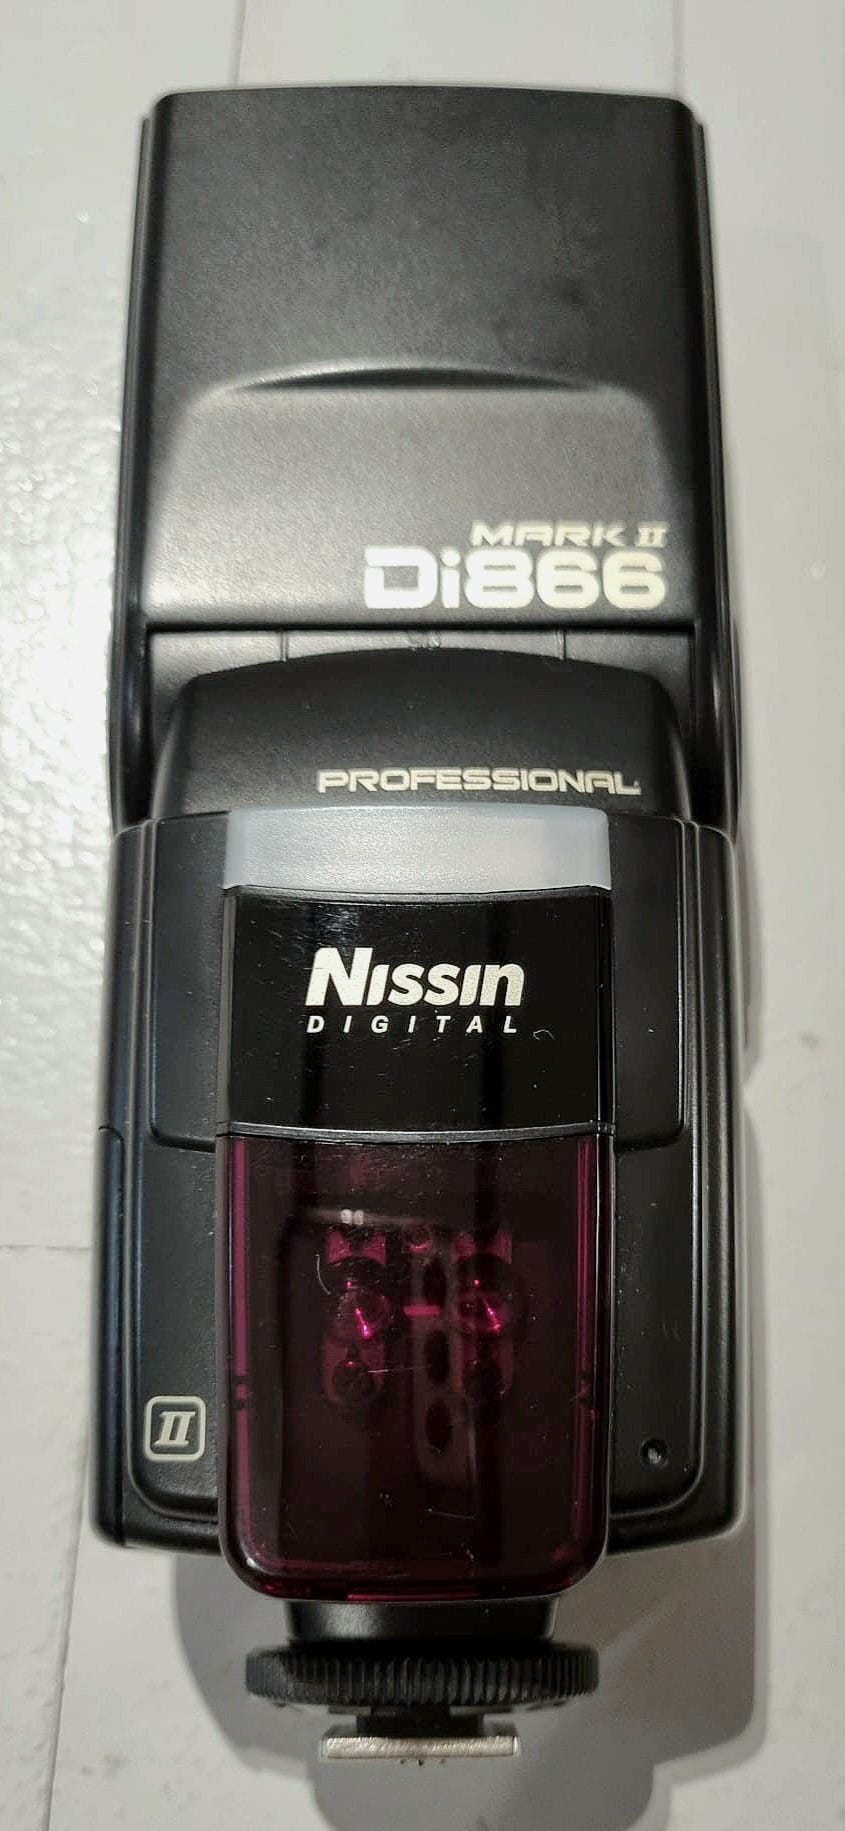 MARK II
Di866
PROFESSIONAL
Nissin
DIGITAL
II